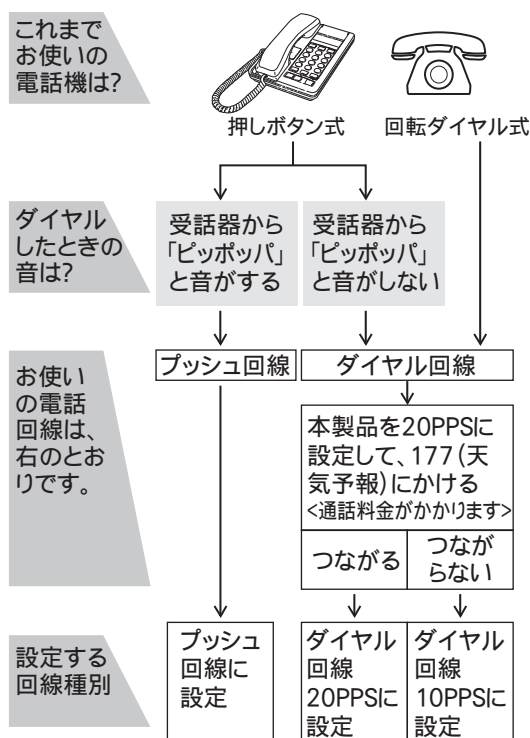 これまで
お使いの
電話機は?
押しボタン式
回転ダイヤル式
ダイヤル
したときの
音は?
受話器から
「ピッポッパ」
と音がする
受話器から
「ピッポッパ」
と音がしない
お使い
の電話
回線は、
右のとお
りです。
プッシュ回線
ダイヤル回線
本製品を20PPSに
設定して、177(天
気予報)にかける
<通話料金がかかります>
つながる
つなが
らない
設定する
回線種別
プッシュ
回線に
設定
ダイヤル
回線
20PPSに
設定
ダイヤル
回線
10PPSに
設定